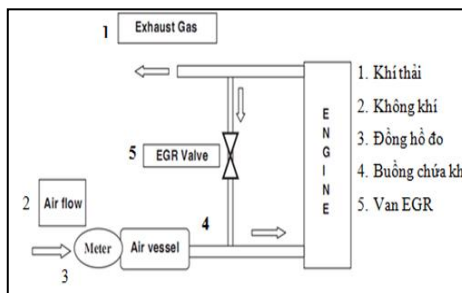 1 Exhaust Gas
5 EGR Valve
2 Air flow
4
Meter
Air vessel
3
ENGINE
1. Khí thải
2. Không khí
3. Đồng hồ đo
4. Buồng chứa kh
5. Van EGR